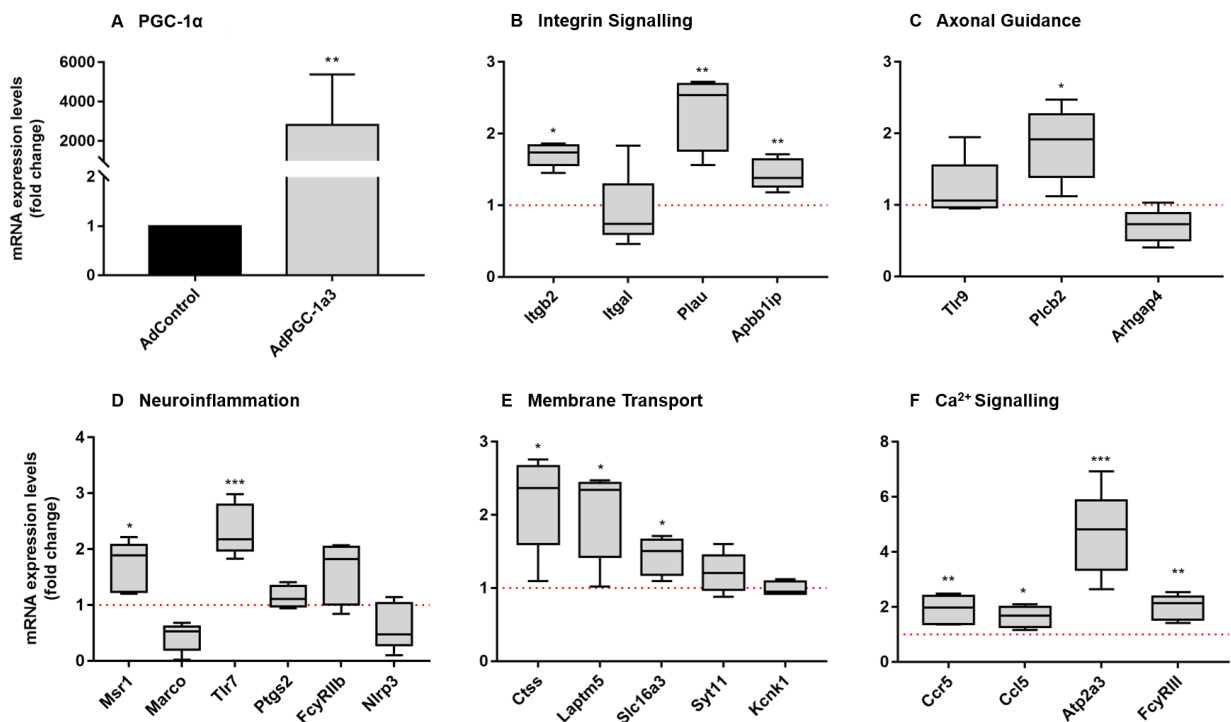 A PGC-1α
mRNA expression levels
(fold change)
6000
4000
2000
2
1
0
**
AdControl
AdPGC-1a3
B Integrin Signalling
3
2
1
0
*
**
**
Itgb2
Itgal
Plau
Apbb1ip
C Axonal Guidance
3
2
1
0
*
Tlr9
Plcb2
Arhgap4
D Neuroinflammation
mRNA expression levels
(fold change)
4
3
2
1
0
*
***
Msr1
Marco
Tlr7
Ptgs2
FcyRIIb
Nlrp3
E Membrane Transport
3
2
1
0
*
*
*
Ctss
Laptm5
Slc16a3
Syt11
Kcnk1
F Ca²⁺ Signalling
8
6
4
2
0
**
*
***
**
Ccr5
Ccl5
Atp2a3
FcyRIII